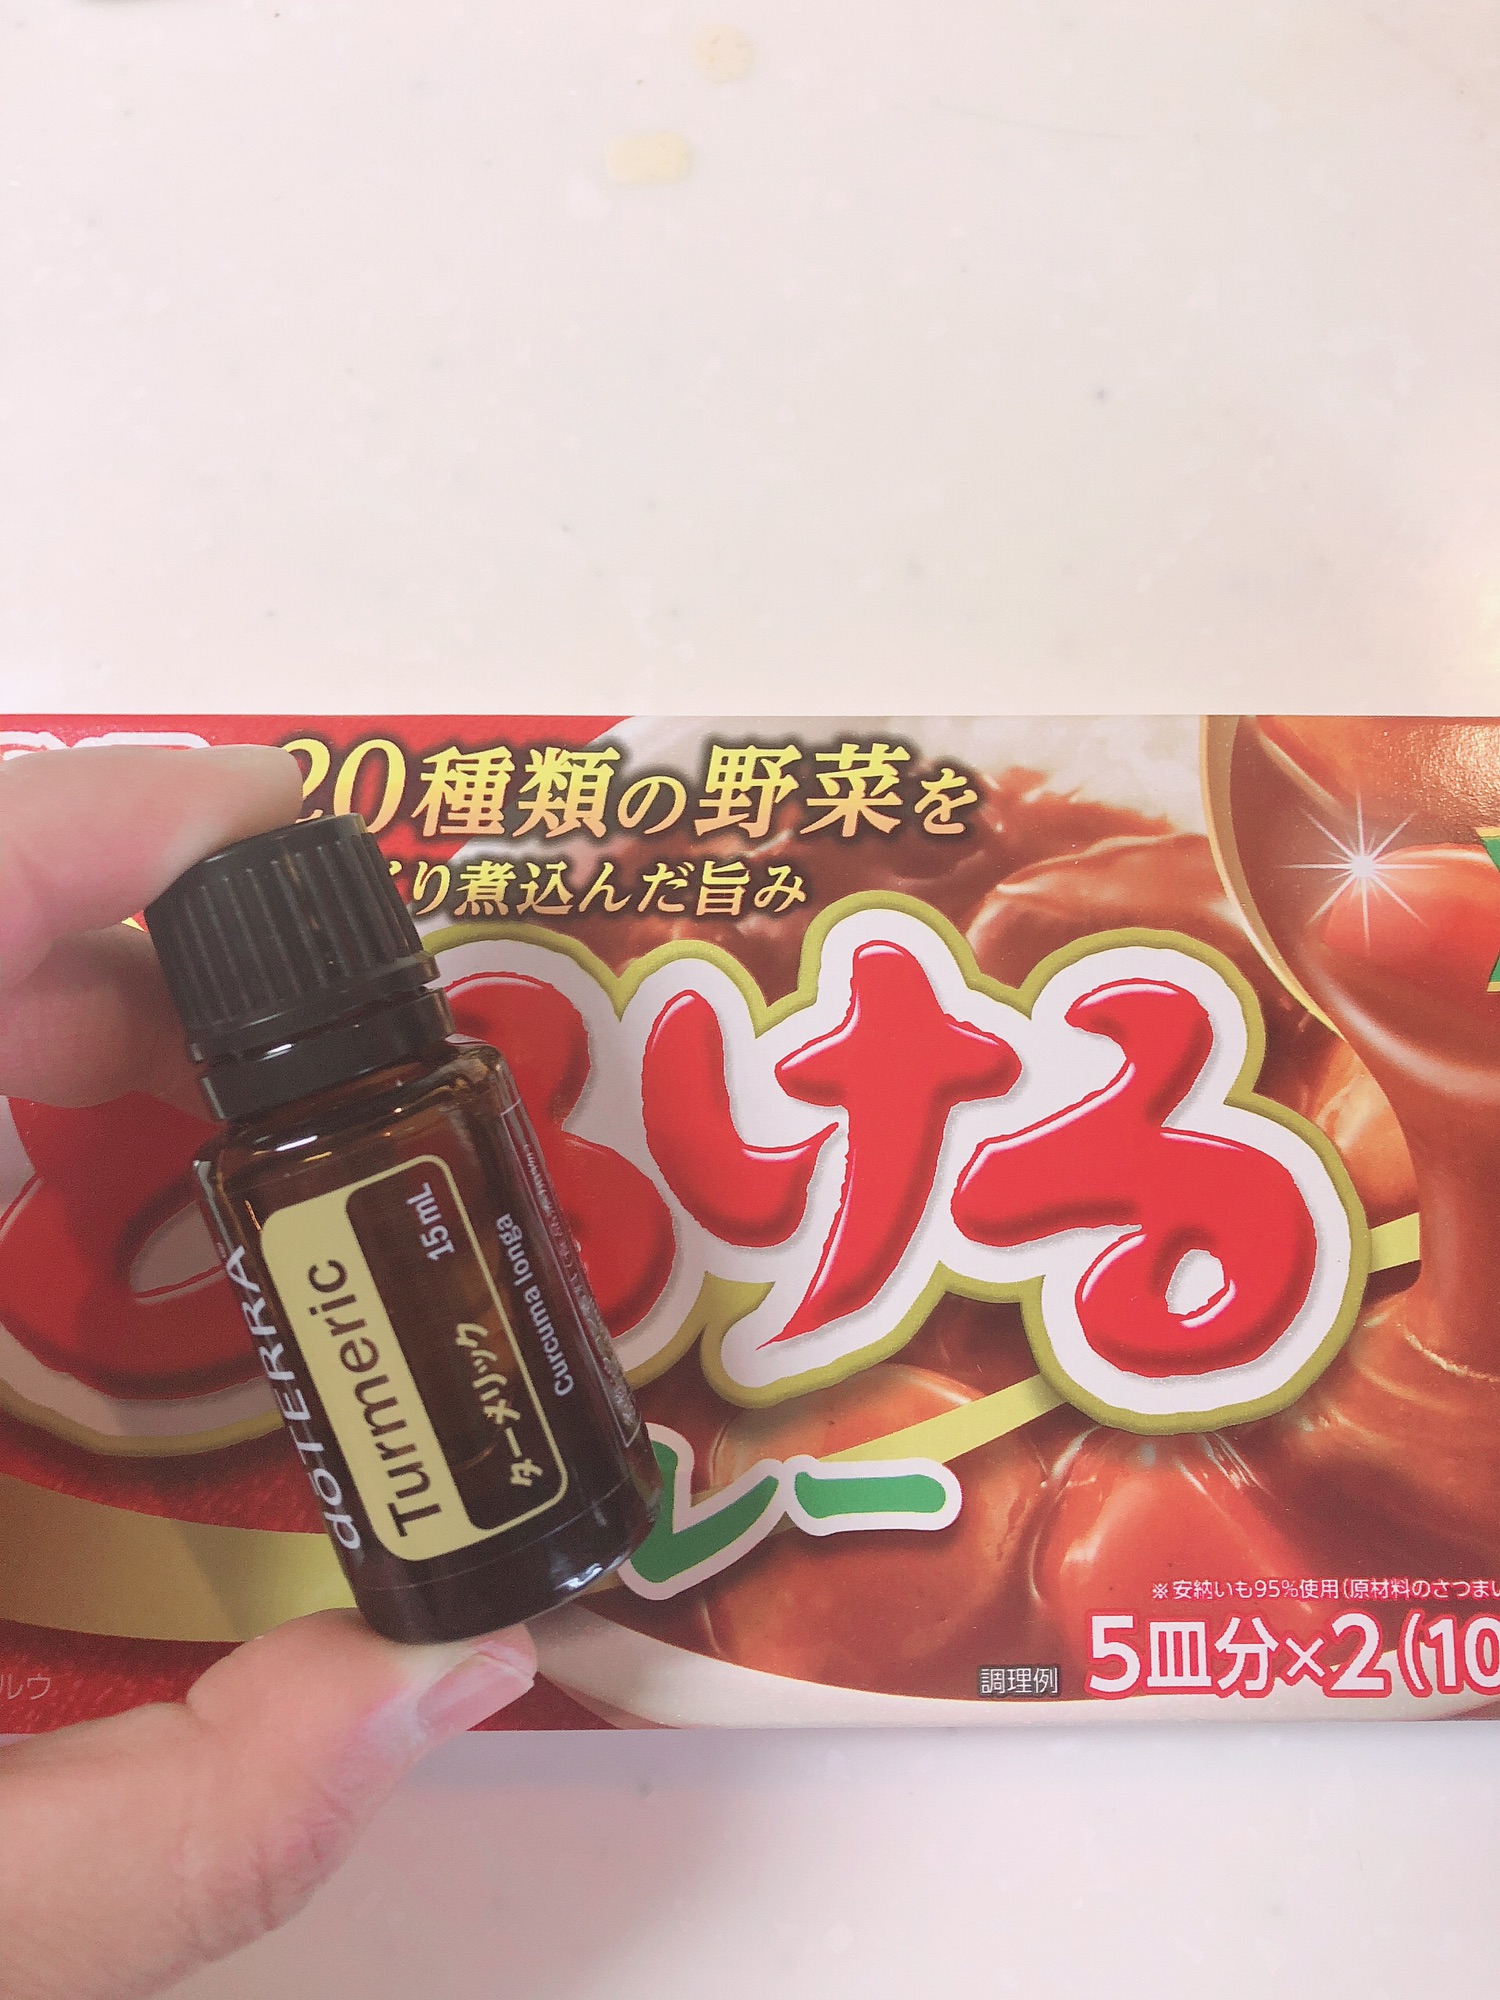 20種類の野菜を
り煮込んだ旨み
とろける
レー
※安納いも95%使用(原材料のさつまい
調理例
5皿分×2(10
ルウ
dōTERRA
Turmeric
15 mL
ターメリック
Curcuma longa